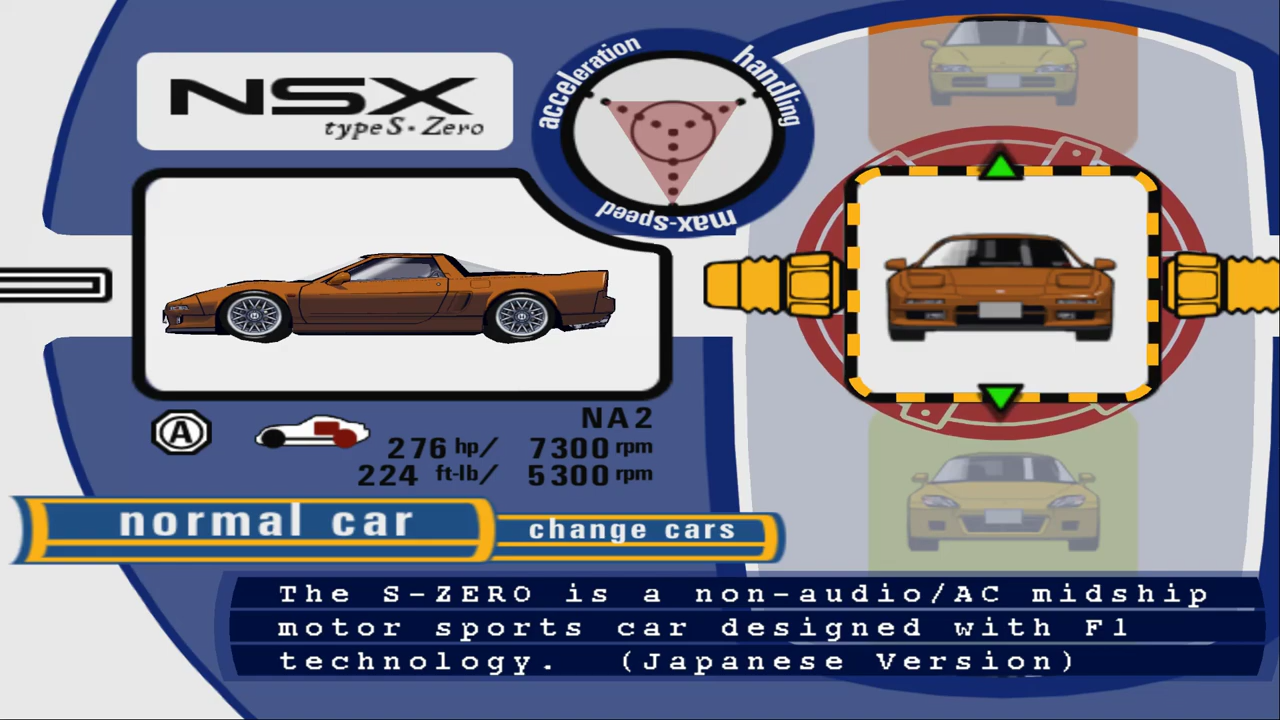 NSX
type S-Zero
acceleration
handling
max-speed
A
NA2
276 hp/ 7300 rpm
224 ft-lb/ 5300 rpm
normal car
change cars
The S-ZERO is a non-audio/AC midship
motor sports car designed with F1
technology. (Japanese Version)